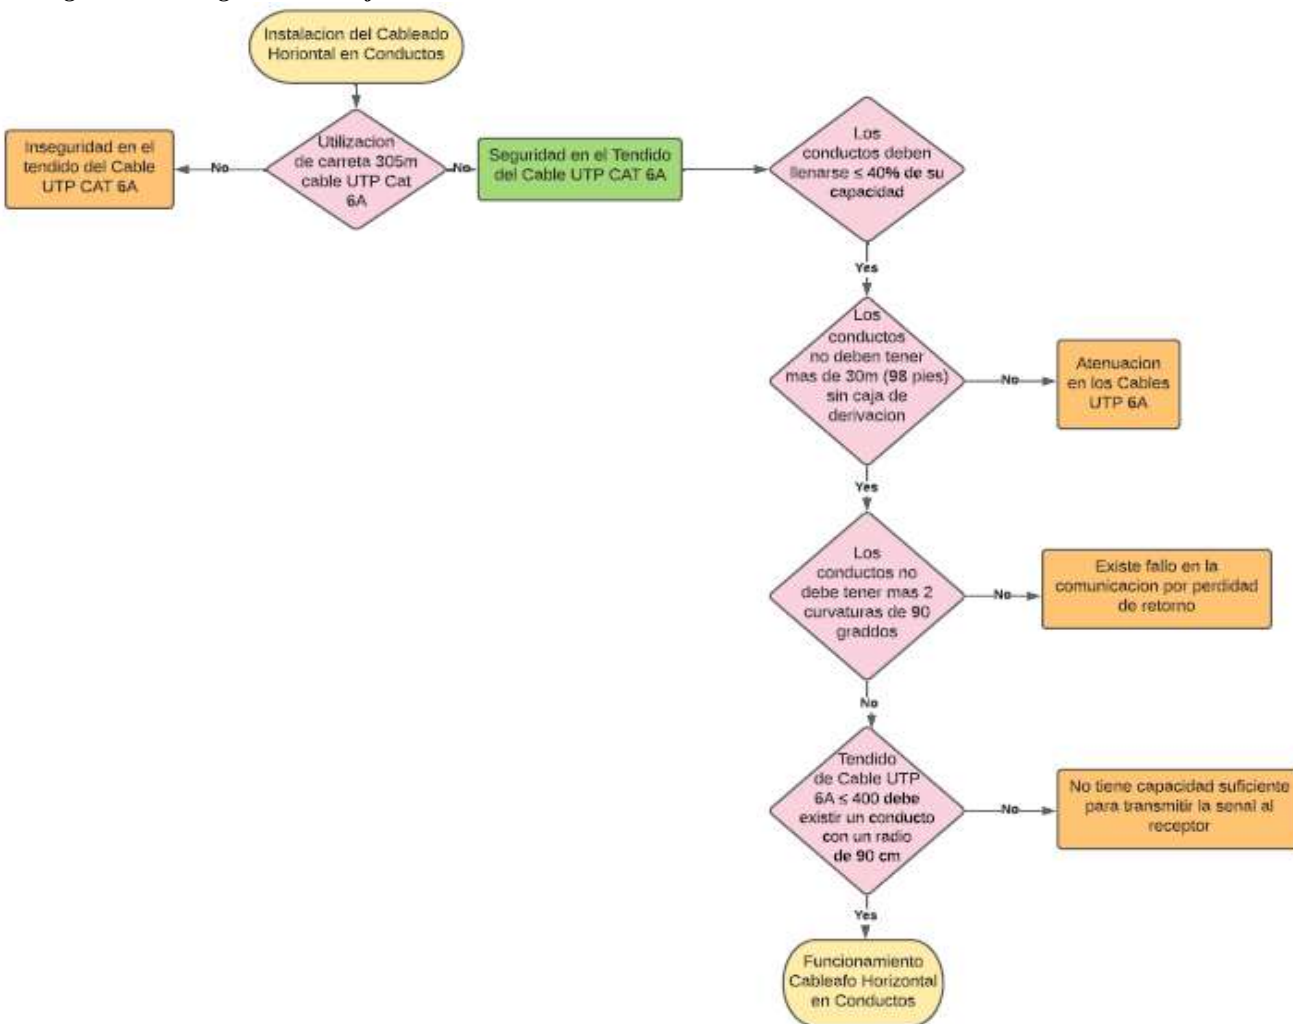 Instalacion del Cableado
Horiontal en Conductos
Utilizacion
de carreta 305m
cable UTP Cat
6A
No
Inseguridad en el
tendido del Cable
UTP CAT 6A
No
Seguridad en el Tendido
del Cable UTP CAT 6A
Los
conductos deben
llenarse ≤ 40% de su
capacidad
Yes
Los
conductos
no deben tener
mas de 30m (98 pies)
sin caja de
derivacion
No
Atenuacion
en los Cables
UTP 6A
Yes
Los
conductos no
debe tener mas 2
curvaturas de 90
graddos
No
Existe fallo en la
comunicacion por perdidad
de retorno
No
Tendido
de Cable UTP
6A ≤ 400 debe
existir un conducto
con un radio
de 90 cm
No
No tiene capacidad suficiente
para transmitir la senal al
receptor
Yes
Funcionamiento
Cableafo Horizontal
en Conductos